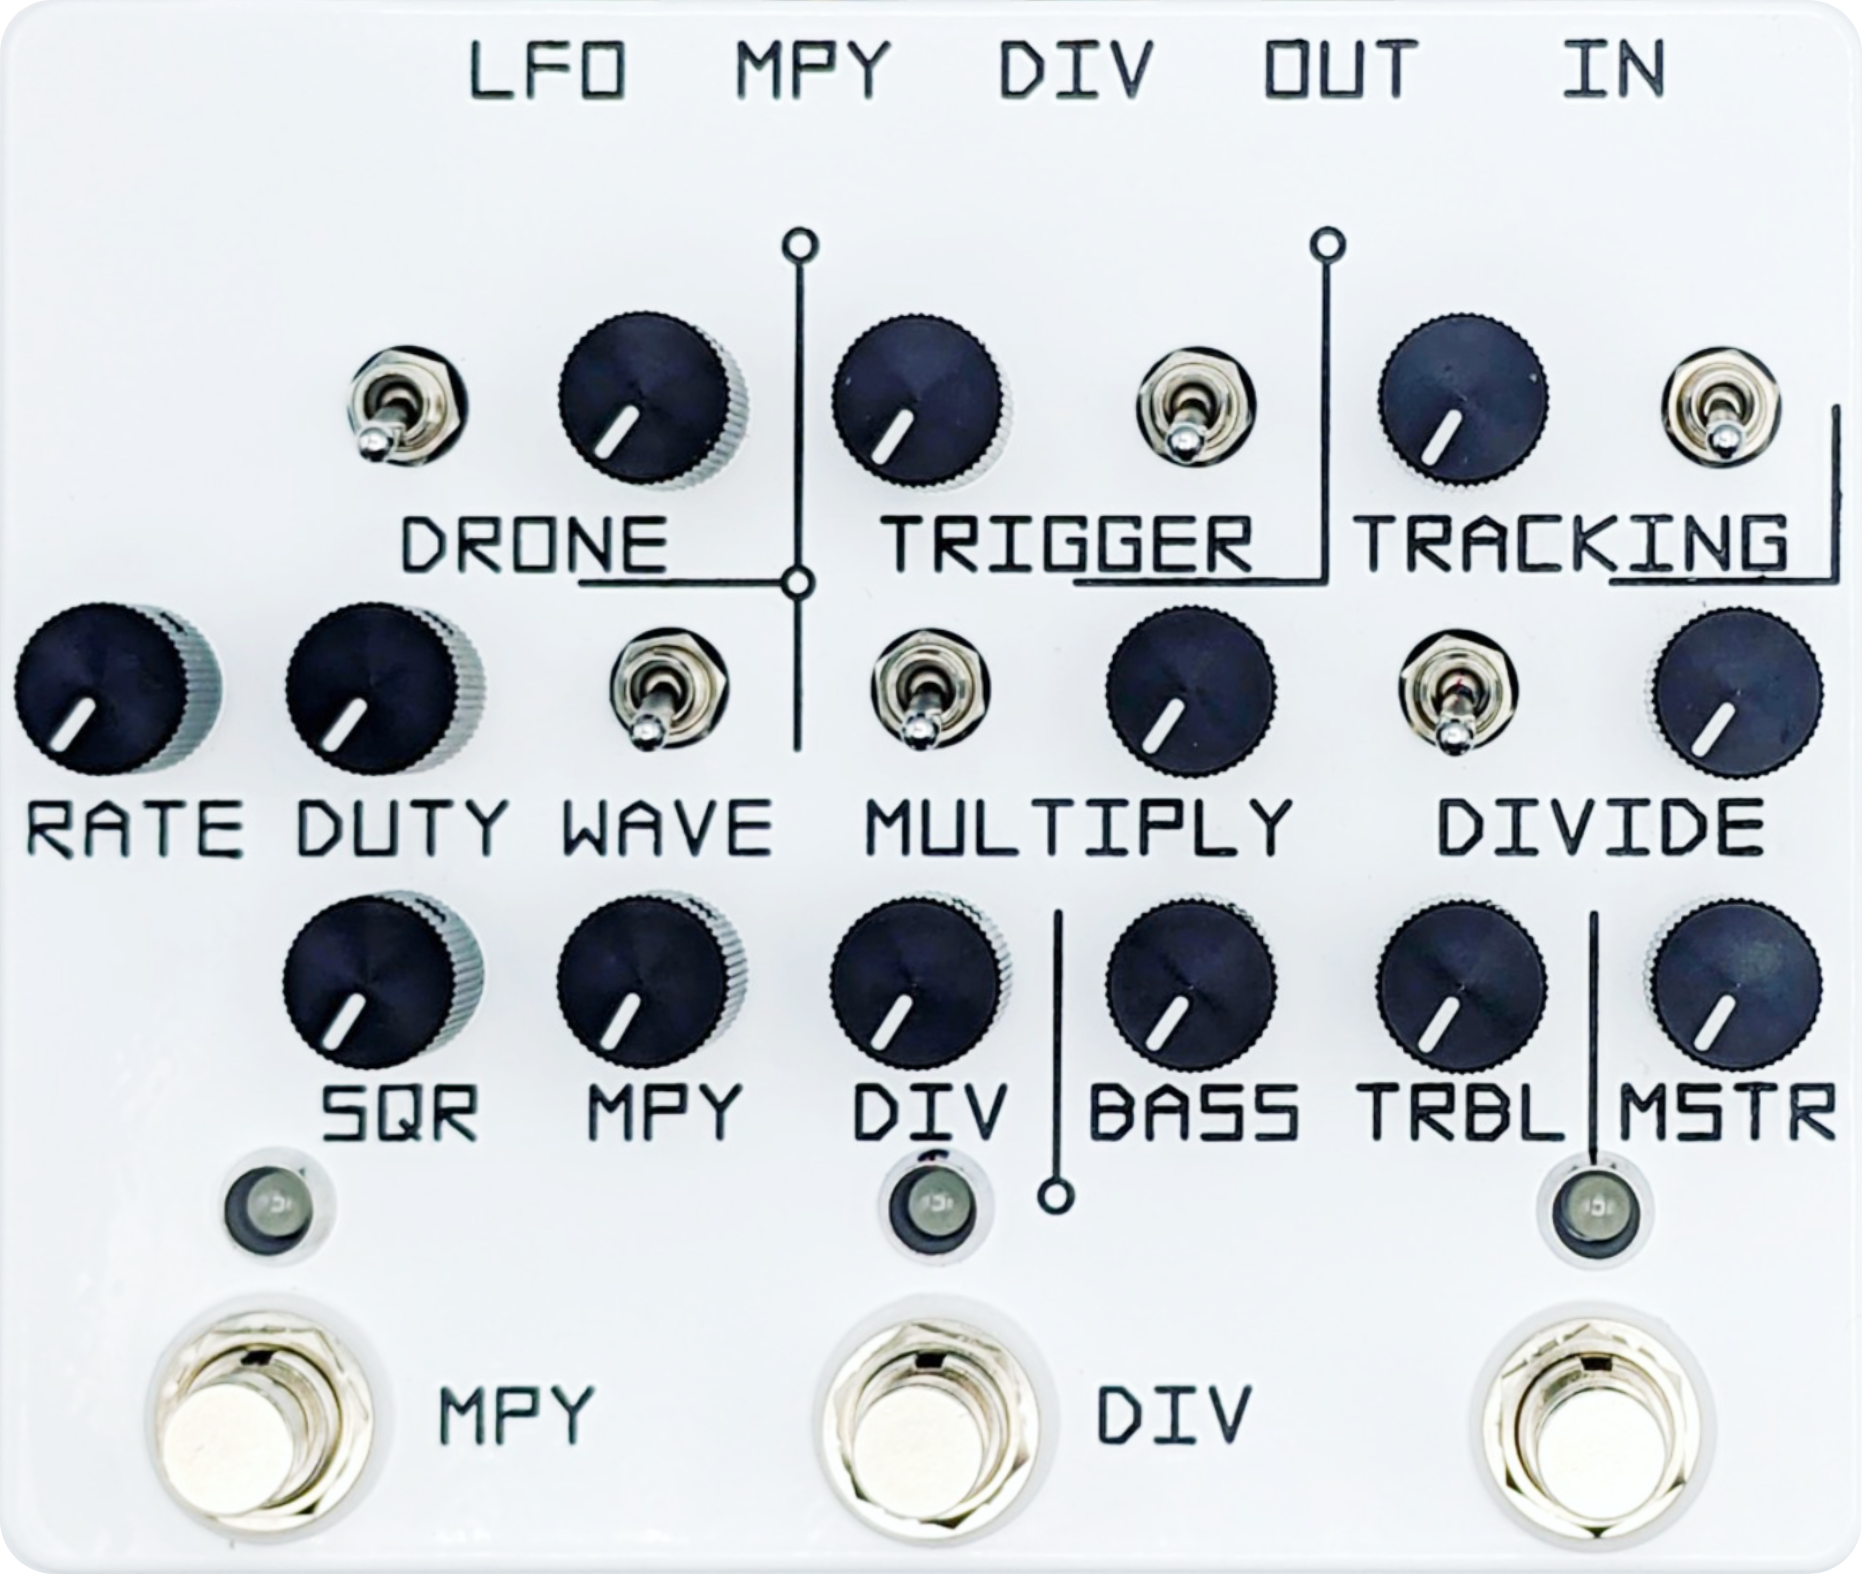 LFO MPY DIV OUT IN
DRONE TRIGGER TRACKING
RATE DUTY WAVE MULTIPLY DIVIDE
SQR MPY DIV BASS TRBL MSTR
MPY DIV